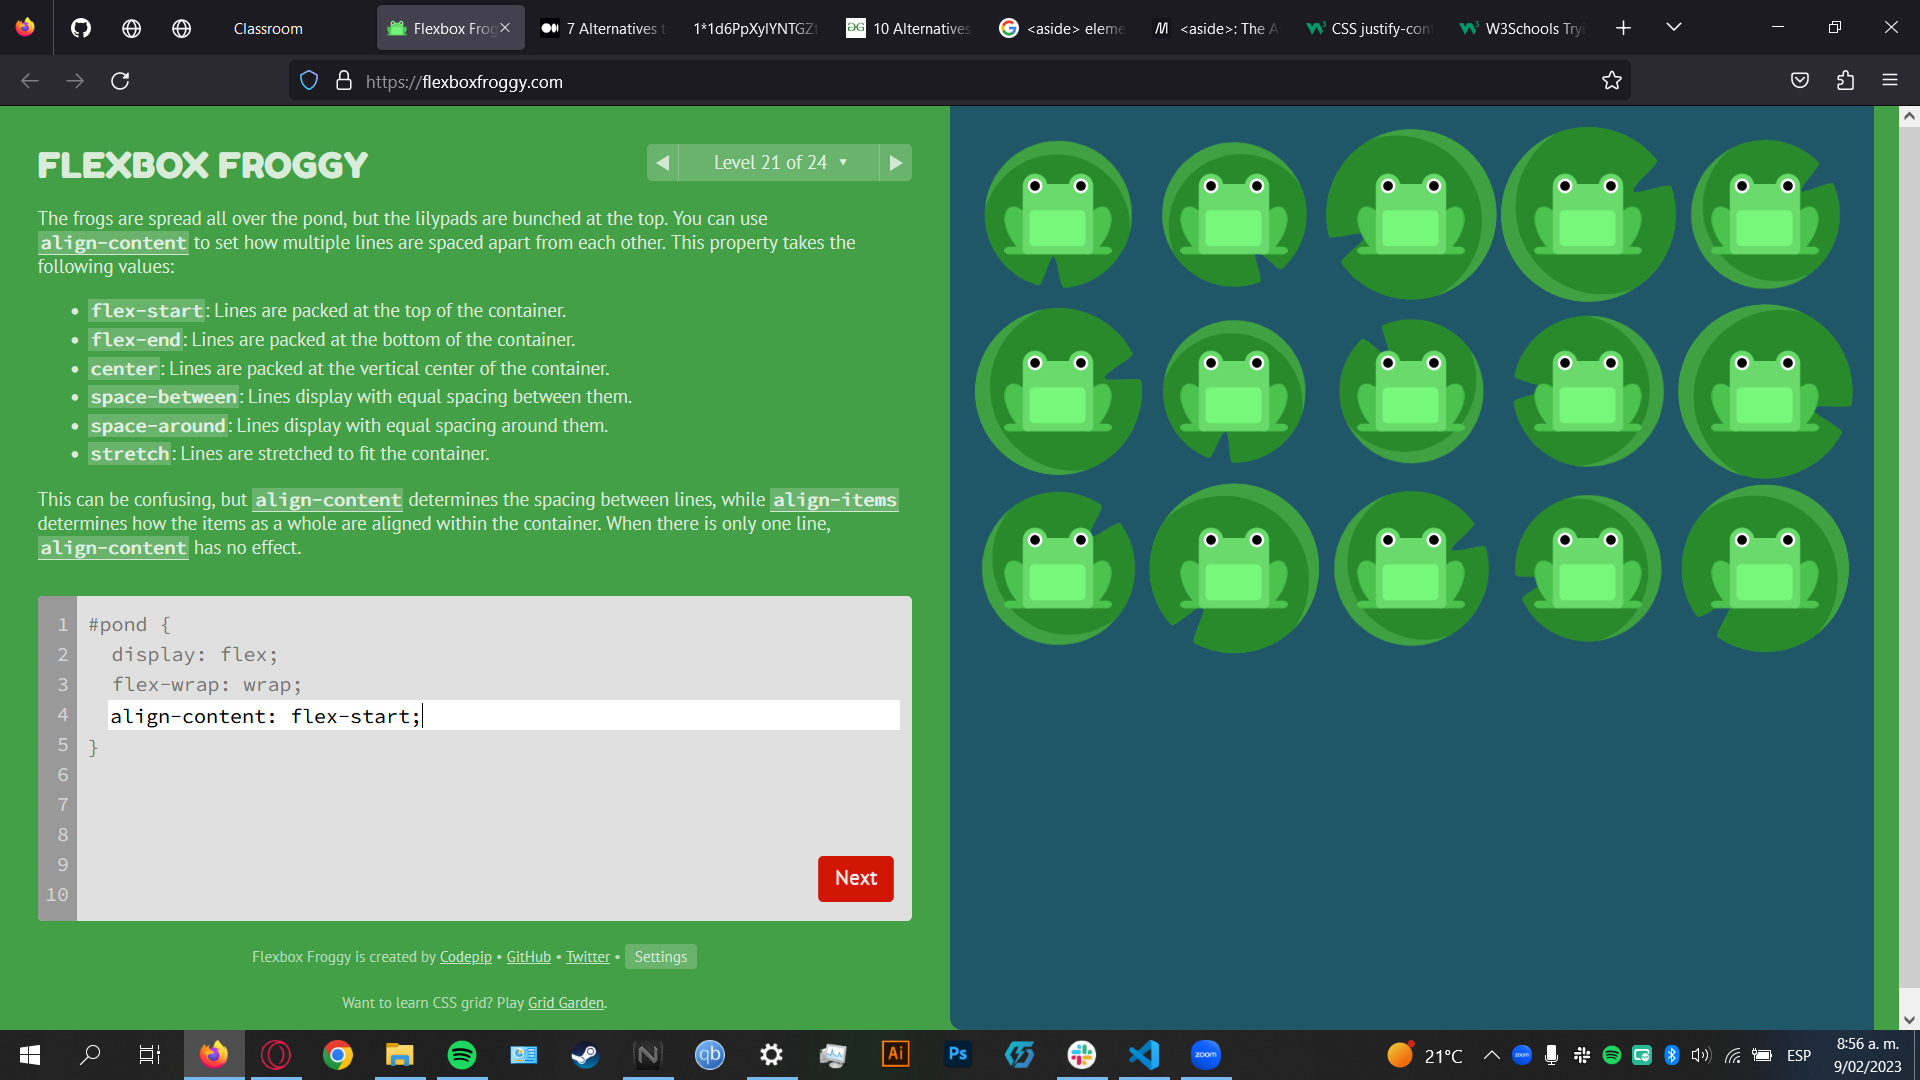 Classroom
Flexbox Frog
7 Alternatives t
1*1d6PpXyIYNTGZt
10 Alternatives
<aside> eleme
<aside>: The A
CSS justify-cont
W3Schools Tryi
https://flexboxfroggy.com
FLEXBOX FROGGY
Level 21 of 24
The frogs are spread all over the pond, but the lilypads are bunched at the top. You can use
align-content to set how multiple lines are spaced apart from each other. This property takes the
following values:
• flex-start: Lines are packed at the top of the container.
• flex-end: Lines are packed at the bottom of the container.
• center: Lines are packed at the vertical center of the container.
• space-between: Lines display with equal spacing between them.
• space-around: Lines display with equal spacing around them.
• stretch: Lines are stretched to fit the container.
This can be confusing, but align-content determines the spacing between lines, while align-items
determines how the items as a whole are aligned within the container. When there is only one line,
align-content has no effect.
1 #pond {
2 display: flex;
3 flex-wrap: wrap;
4 align-content: flex-start;
5 }
6
7
8
9
10
Next
Flexbox Froggy is created by Codepip • GitHub • Twitter • Settings
Want to learn CSS grid? Play Grid Garden.
N
qb
Ai
Ps
zoom
21°C
zoom
ESP
8:56 a. m.
9/02/2023